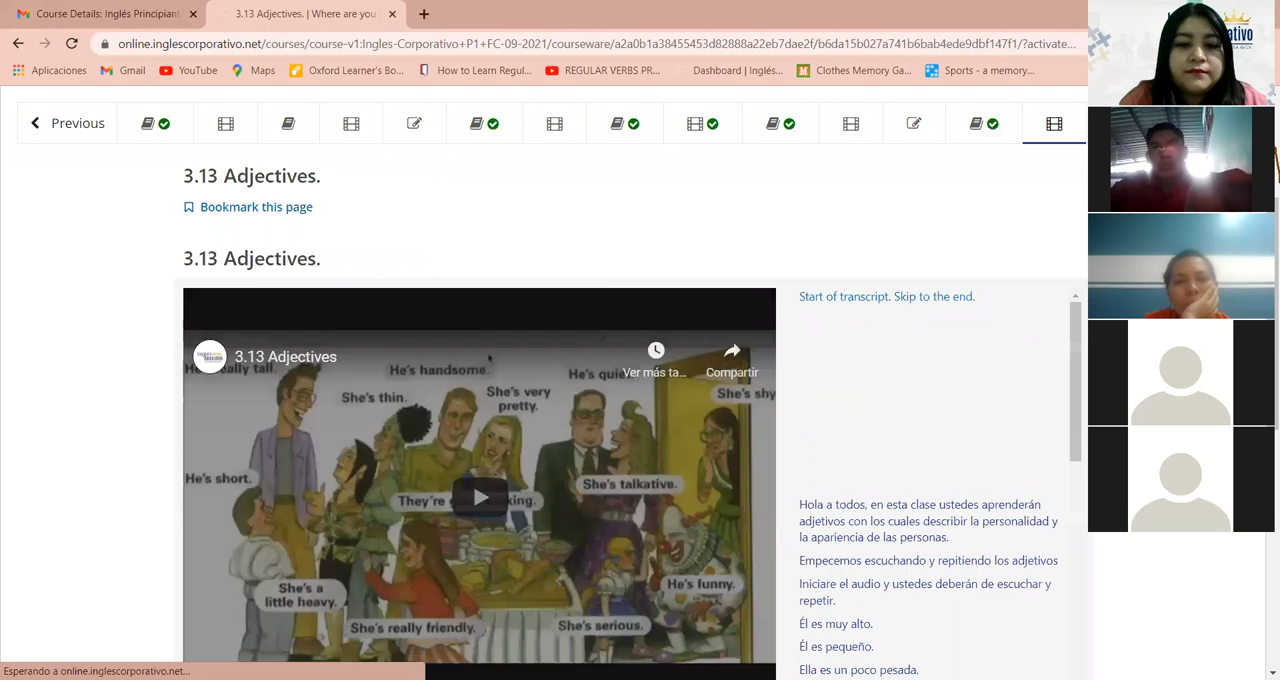 Course Details: Inglés Principiant
3.13 Adjectives. | Where are you
online.inglescorporativo.net/courses/course-v1:Ingles-Corporativo+P1+FC-09-2021/courseware/a2a0b1a38455453d82888a22eb7dae2f/b6da15b027a741b6bab4ede9dbf147f1/?activate...
Aplicaciones
Gmail
YouTube
Maps
Oxford Learner's Bo...
How to Learn Regul...
REGULAR VERBS PR...
Dashboard | Inglés...
Clothes Memory Ga...
Sports - a memory...
Previous
3.13 Adjectives.
Bookmark this page
3.13 Adjectives.
3.13 Adjectives
Ver más ta...
Compartir
He's handsome.
She's thin.
She's very
pretty.
She's shy
He's short.
She's talkative.
She's a
little heavy.
He's funny.
She's really friendly.
She's serious.
Start of transcript. Skip to the end.
Hola a todos, en esta clase ustedes aprenderán
adjetivos con los cuales describir la personalidad y
la apariencia de las personas.
Empecemos escuchando y repitiendo los adjetivos
Iniciare el audio y ustedes deberán de escuchar y
repetir.
Él es muy alto.
Él es pequeño.
Ella es un poco pesada.
Esperando a online.inglescorporativo.net...